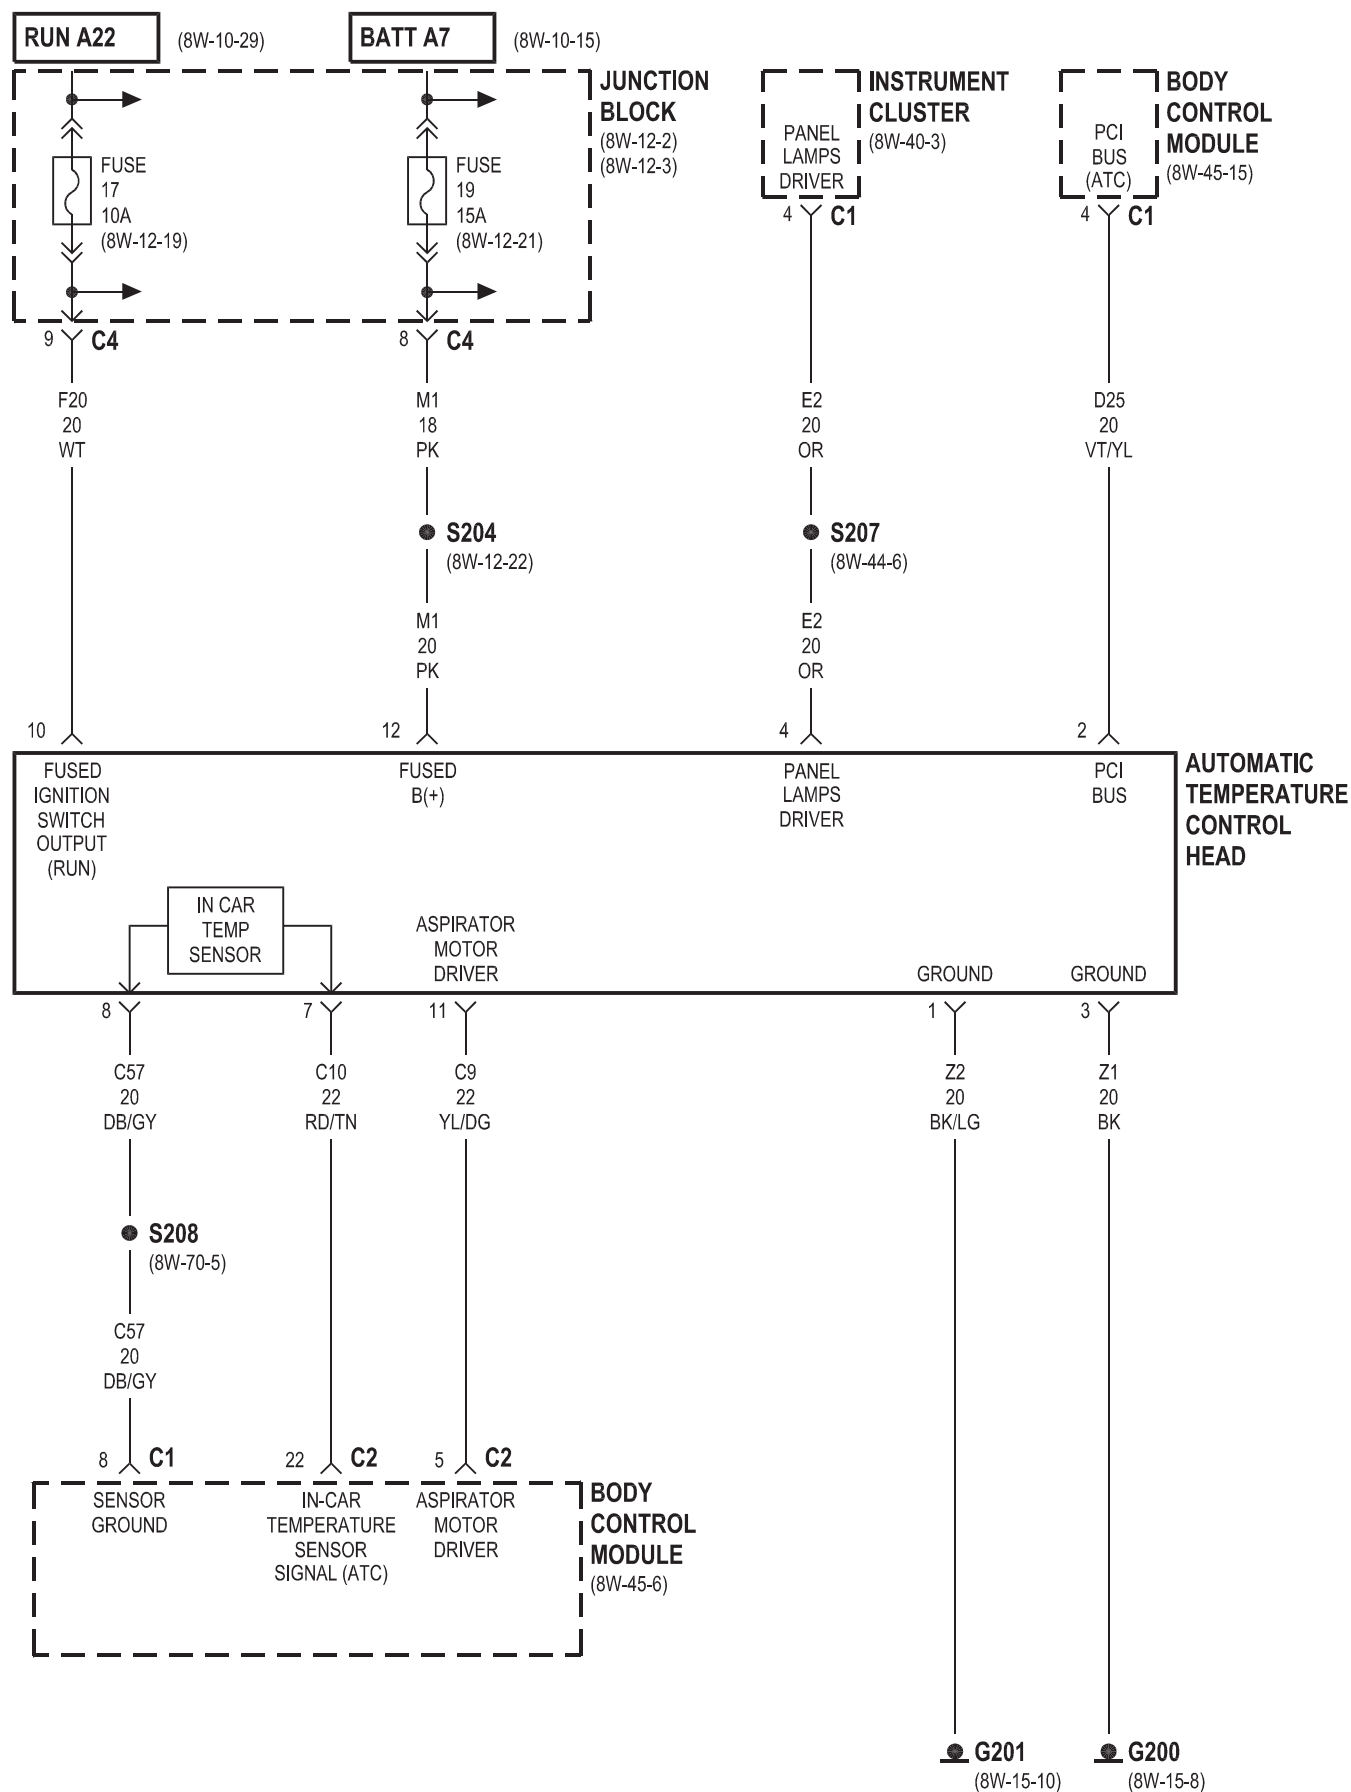 RUN A22
(8W-10-29)
BATT A7
(8W-10-15)
JUNCTION
BLOCK
(8W-12-2)
(8W-12-3)
FUSE
17
10A
(8W-12-19)
FUSE
19
15A
(8W-12-21)
PANEL
LAMPS
DRIVER
INSTRUMENT
CLUSTER
(8W-40-3)
PCI
BUS
(ATC)
BODY
CONTROL
MODULE
(8W-45-15)
9
C4
8
C4
4
C1
4
C1
F20
20
WT
M1
18
PK
E2
20
OR
D25
20
VT/YL
S204
(8W-12-22)
S207
(8W-44-6)
M1
20
PK
E2
20
OR
10
12
4
2
FUSED
IGNITION
SWITCH
OUTPUT
(RUN)
FUSED
B(+)
PANEL
LAMPS
DRIVER
PCI
BUS
AUTOMATIC
TEMPERATURE
CONTROL
HEAD
IN CAR
TEMP
SENSOR
ASPIRATOR
MOTOR
DRIVER
GROUND
GROUND
8
7
11
1
3
C57
20
DB/GY
C10
22
RD/TN
C9
22
YL/DG
Z2
20
BK/LG
Z1
20
BK
S208
(8W-70-5)
C57
20
DB/GY
8
C1
22
C2
5
C2
SENSOR
GROUND
IN-CAR
TEMPERATURE
SENSOR
SIGNAL (ATC)
ASPIRATOR
MOTOR
DRIVER
BODY
CONTROL
MODULE
(8W-45-6)
G201
(8W-15-10)
G200
(8W-15-8)